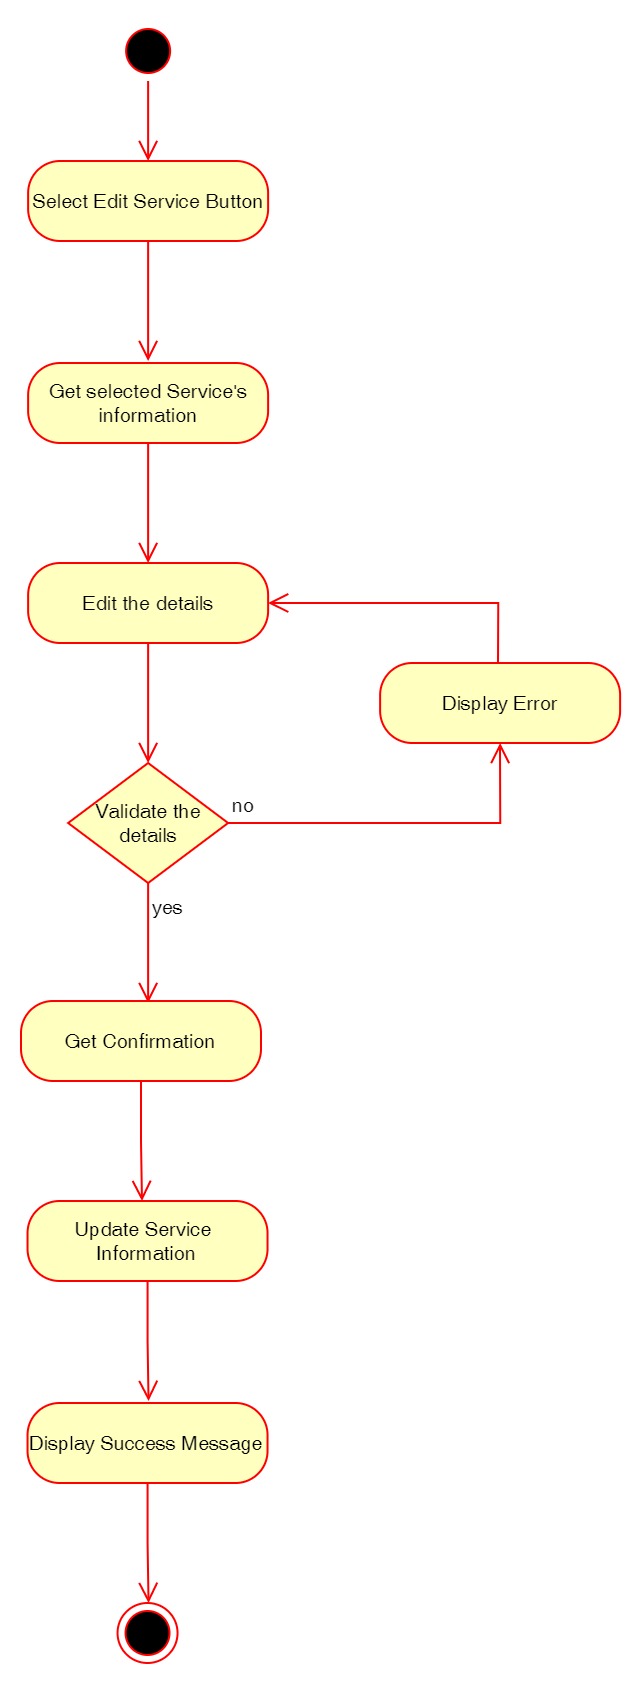 Select Edit Service Button
Get selected Service's
information
Edit the details
Display Error
Validate the
details
no
yes
Get Confirmation
Update Service
Information
Display Success Message